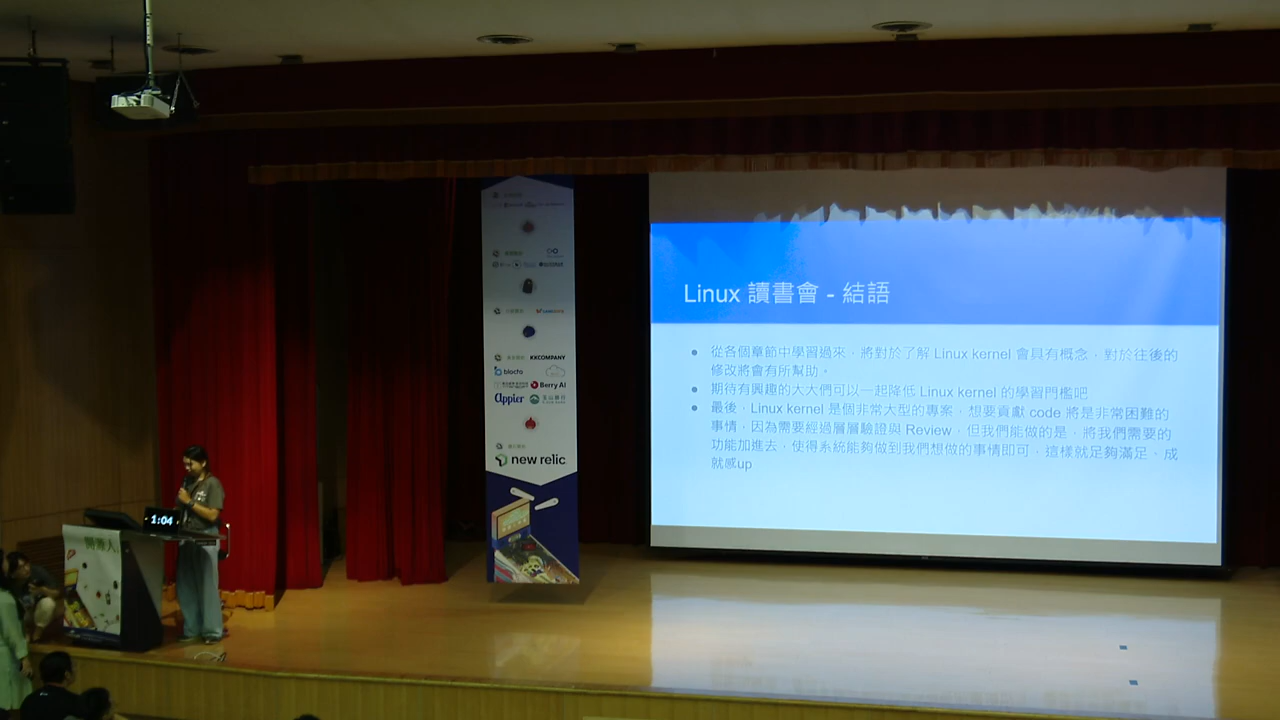 Linux 讀書會 - 結語
從各個章節中學習過來，將對於了解 Linux kernel 會具有概念，對於往後的
修改將會有所幫助。
期待有興趣的大大們可以一起降低 Linux kernel 的學習門檻吧
最後，Linux kernel 是個非常大型的專案，想要貢獻 code 將是非常困難的
事情，因為需要經過層層驗證與 Review，但我們能做的是，將我們需要的
功能加進去，使得系統能夠做到我們想做的事情即可，這樣就足夠滿足、成
就感up
KKCOMPANY
blocto
Berry AI
Appier
玉山銀行
new relic
1:04
開源人